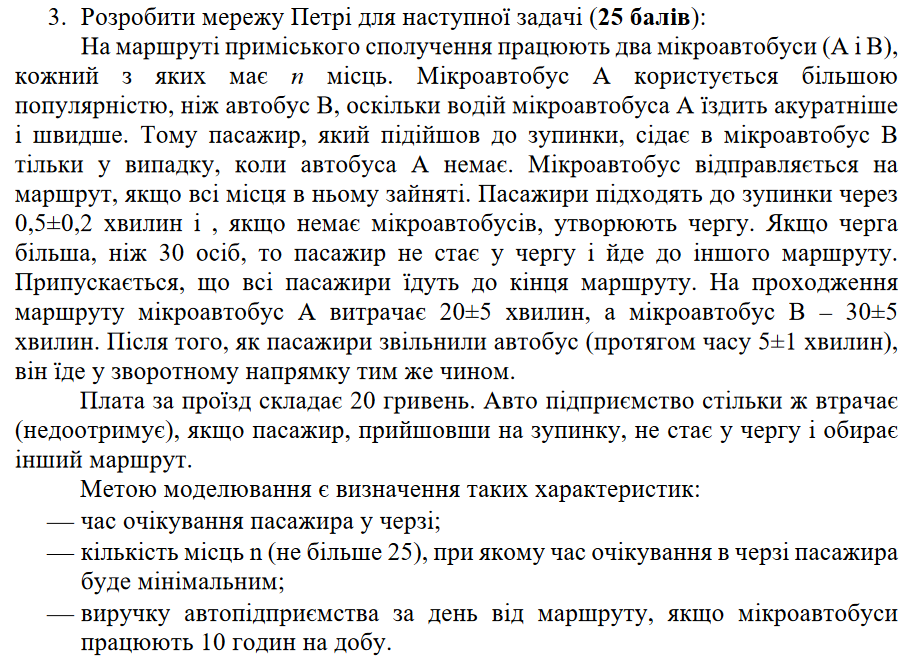 3. Розробити мережу Петрі для наступної задачі (25 балів):
На маршруті приміського сполучення працюють два мікроавтобуси (А і В),
кожний з яких має n місць. Мікроавтобус А користується більшою
популярністю, ніж автобус В, оскільки водій мікроавтобуса А їздить акуратніше
і швидше. Тому пасажир, який підійшов до зупинки, сідає в мікроавтобус В
тільки у випадку, коли автобуса А немає. Мікроавтобус відправляється на
маршрут, якщо всі місця в ньому зайняті. Пасажири підходять до зупинки через
0,5±0,2 хвилин і , якщо немає мікроавтобусів, утворюють чергу. Якщо черга
більша, ніж 30 осіб, то пасажир не стає у чергу і йде до іншого маршруту.
Припускається, що всі пасажири їдуть до кінця маршруту. На проходження
маршруту мікроавтобус А витрачає 20±5 хвилин, а мікроавтобус В – 30±5
хвилин. Після того, як пасажири звільнили автобус (протягом часу 5±1 хвилин),
він їде у зворотному напрямку тим же чином.
Плата за проїзд складає 20 гривень. Авто підприємство стільки ж втрачає
(недоотримує), якщо пасажир, прийшовши на зупинку, не стає у чергу і обирає
інший маршрут.
Метою моделювання є визначення таких характеристик:
— час очікування пасажира у черзі;
— кількість місць n (не більше 25), при якому час очікування в черзі пасажира
буде мінімальним;
— виручку автопідприємства за день від маршруту, якщо мікроавтобуси
працюють 10 годин на добу.